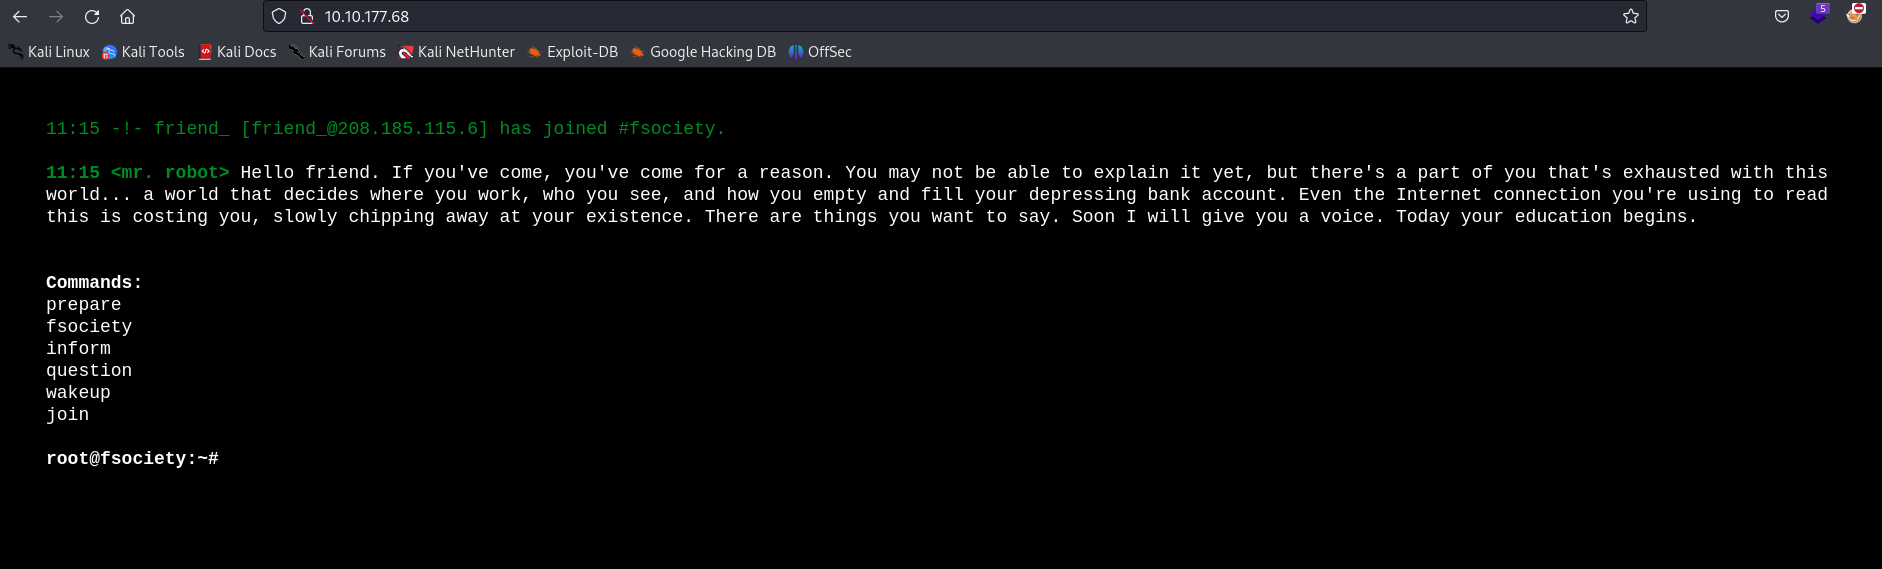 10.10.177.68
5
Kali Linux Kali Tools Kali Docs Kali Forums Kali NetHunter Exploit-DB Google Hacking DB OffSec
11:15 -!- friend_ [friend_@208.185.115.6] has joined #fsociety.
11:15 <mr. robot> Hello friend. If you've come, you've come for a reason. You may not be able to explain it yet, but there's a part of you that's exhausted with this
world... a world that decides where you work, who you see, and how you empty and fill your depressing bank account. Even the Internet connection you're using to read
this is costing you, slowly chipping away at your existence. There are things you want to say. Soon I will give you a voice. Today your education begins.
Commands:
prepare
fsociety
inform
question
wakeup
join
root@fsociety:~#